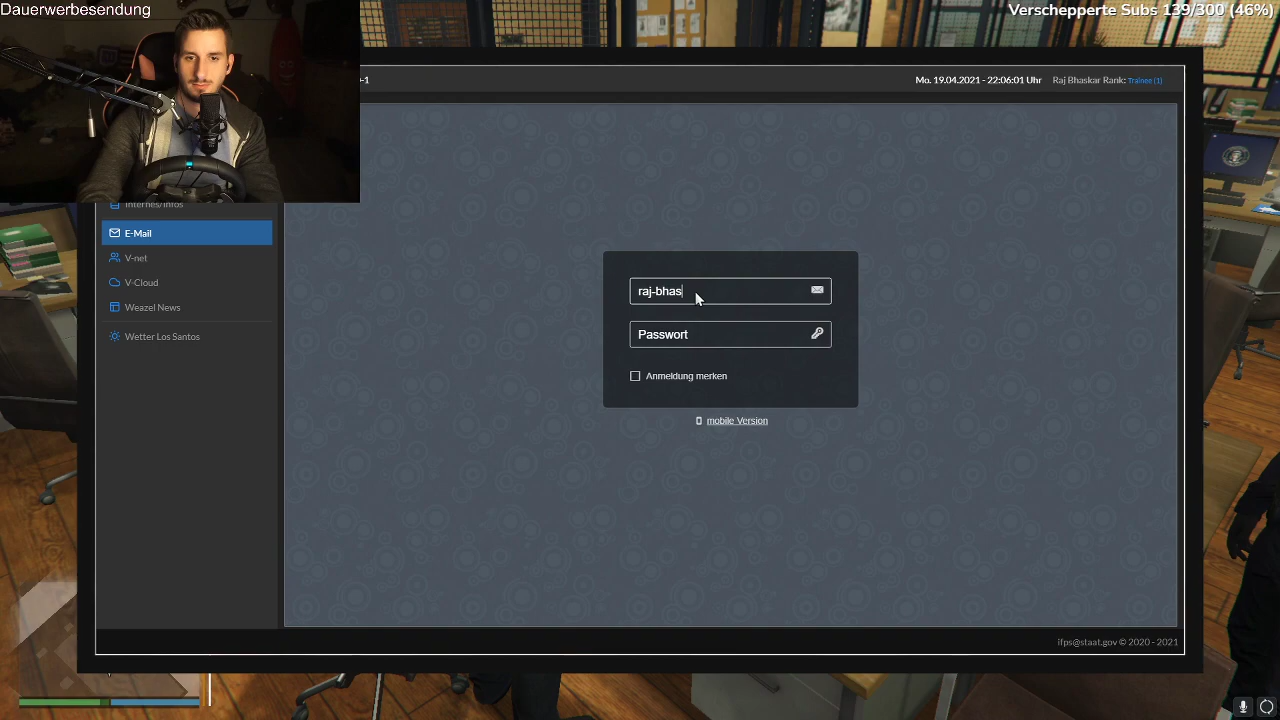 Dauerwerbesendung
Verschepperte Subs 139/300 (46%)
-1
Mo. 19.04.2021 - 22:06:01 Uhr
Raj Bhaskar Rank: Trainee (1)
Internes/Infos
E-Mail
V-net
V-Cloud
Weazel News
Wetter Los Santos
raj-bhas
Passwort
Anmeldung merken
mobile Version
ifps@staat.gov © 2020 - 2021